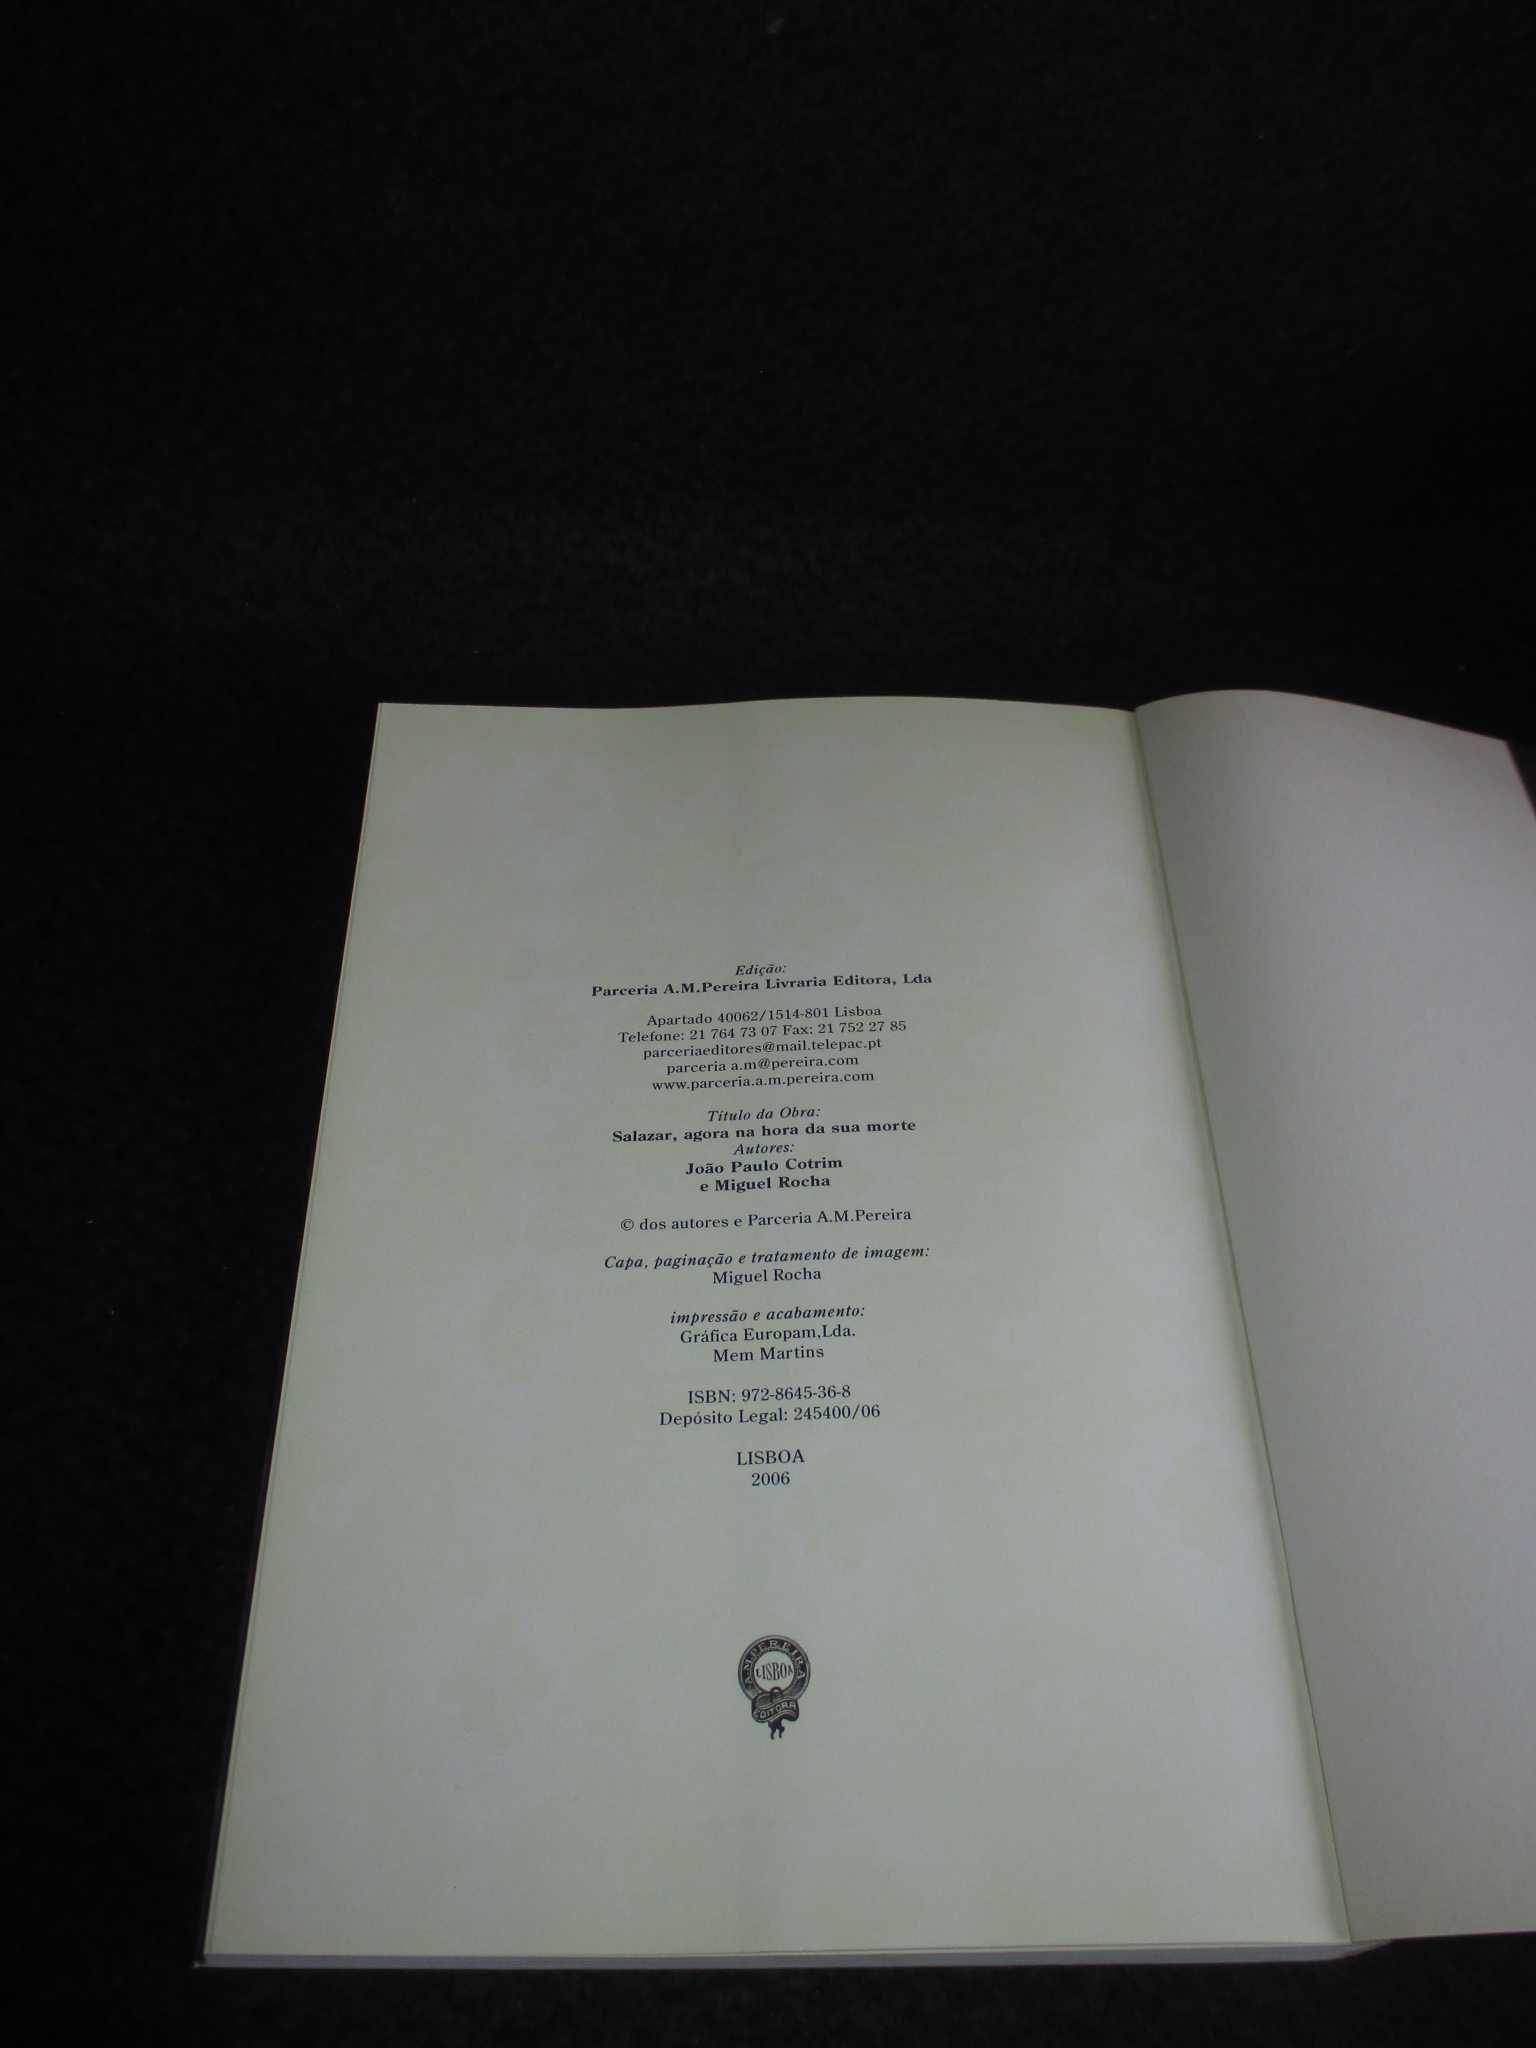 Edição:
Parceria A.M.Pereira Livraria Editora, Lda
Apartado 40062/1514-801 Lisboa
Telefone: 21 764 73 07 Fax: 21 752 27 85
parceriaeditores@mail.telepac.pt
parceria a.m@pereira.com
www.parceria.a.m.pereira.com
Título da Obra:
Salazar, agora na hora da sua morte
Autores:
João Paulo Cotrim
e Miguel Rocha
© dos autores e Parceria A.M.Pereira
Capa, paginação e tratamento de imagem:
Miguel Rocha
impressão e acabamento:
Gráfica Europam,Lda.
Mem Martins
ISBN: 972-8645-36-8
Depósito Legal: 245400/06
LISBOA
2006
A.M.PEREIRA
LISBOA
EDITORA